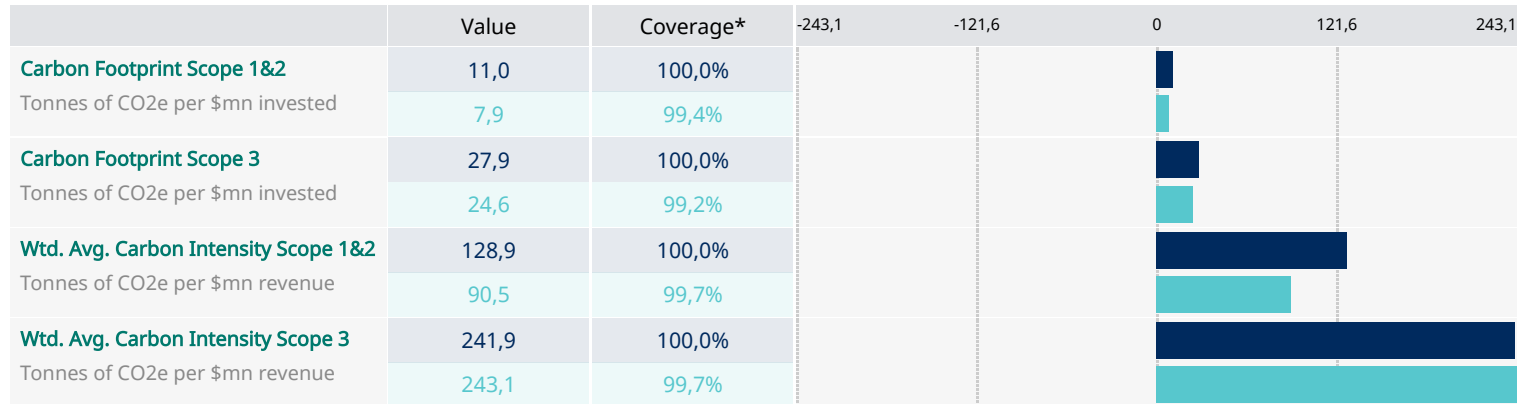 Value Coverage* -243,1 -121,6 0 121,6 243,1
Carbon Footprint Scope 1&2 11,0 100,0%
Tonnes of CO2e per $mn invested 7,9 99,4%
Carbon Footprint Scope 3 27,9 100,0%
Tonnes of CO2e per $mn invested 24,6 99,2%
Wtd. Avg. Carbon Intensity Scope 1&2 128,9 100,0%
Tonnes of CO2e per $mn revenue 90,5 99,7%
Wtd. Avg. Carbon Intensity Scope 3 241,9 100,0%
Tonnes of CO2e per $mn revenue 243,1 99,7%